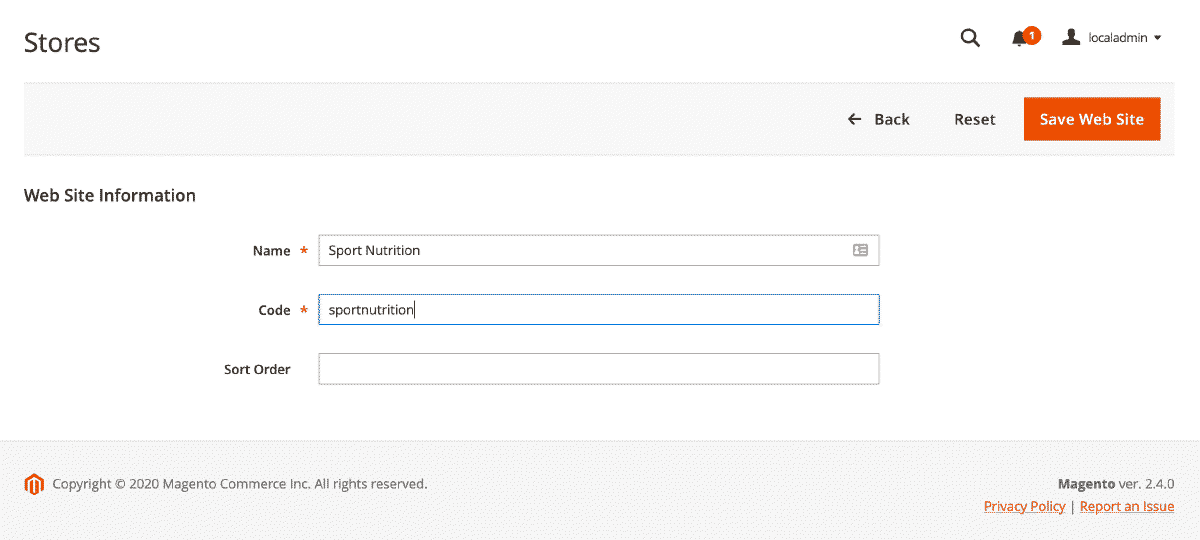 Stores
1
localadmin
Back
Reset
Save Web Site
Web Site Information
Name *
Sport Nutrition
Code *
sportnutrition
Sort Order
Copyright © 2020 Magento Commerce Inc. All rights reserved.
Magento ver. 2.4.0
Privacy Policy | Report an Issue